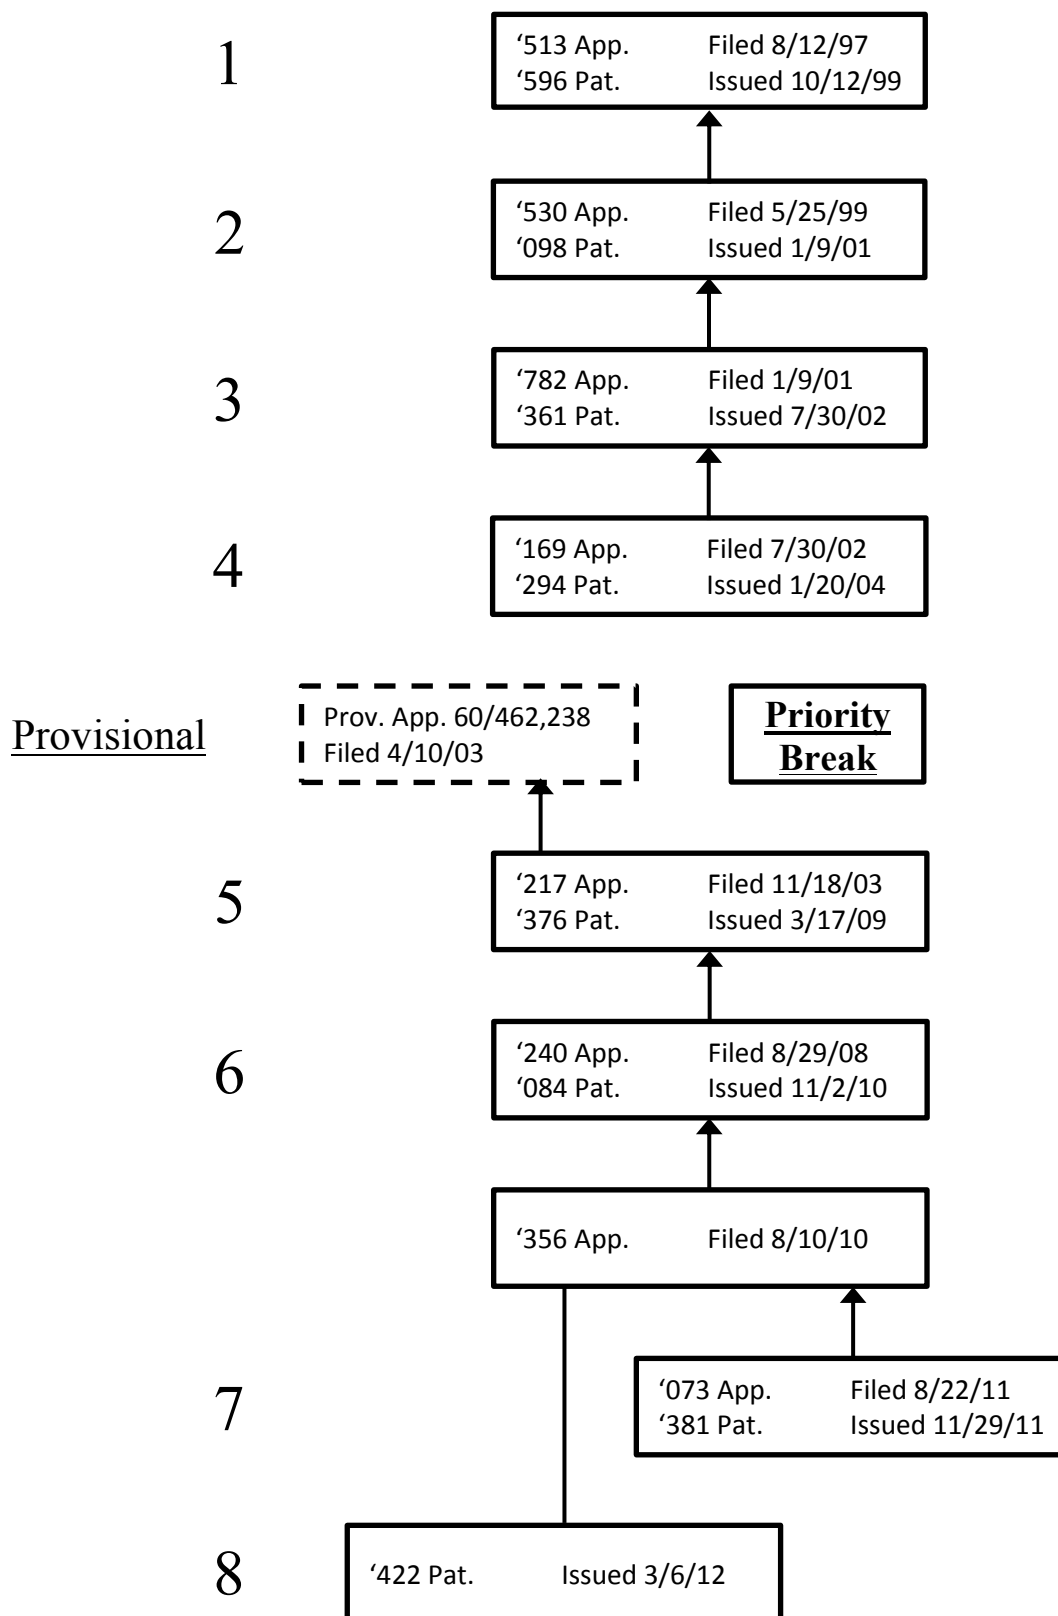 1
‘513 App. Filed 8/12/97
‘596 Pat. Issued 10/12/99
2
‘530 App. Filed 5/25/99
‘098 Pat. Issued 1/9/01
3
‘782 App. Filed 1/9/01
‘361 Pat. Issued 7/30/02
4
‘169 App. Filed 7/30/02
‘294 Pat. Issued 1/20/04
Provisional
Prov. App. 60/462,238
Filed 4/10/03
Priority
Break
5
‘217 App. Filed 11/18/03
‘376 Pat. Issued 3/17/09
6
‘240 App. Filed 8/29/08
‘084 Pat. Issued 11/2/10
‘356 App. Filed 8/10/10
7
‘073 App. Filed 8/22/11
‘381 Pat. Issued 11/29/11
8
‘422 Pat. Issued 3/6/12